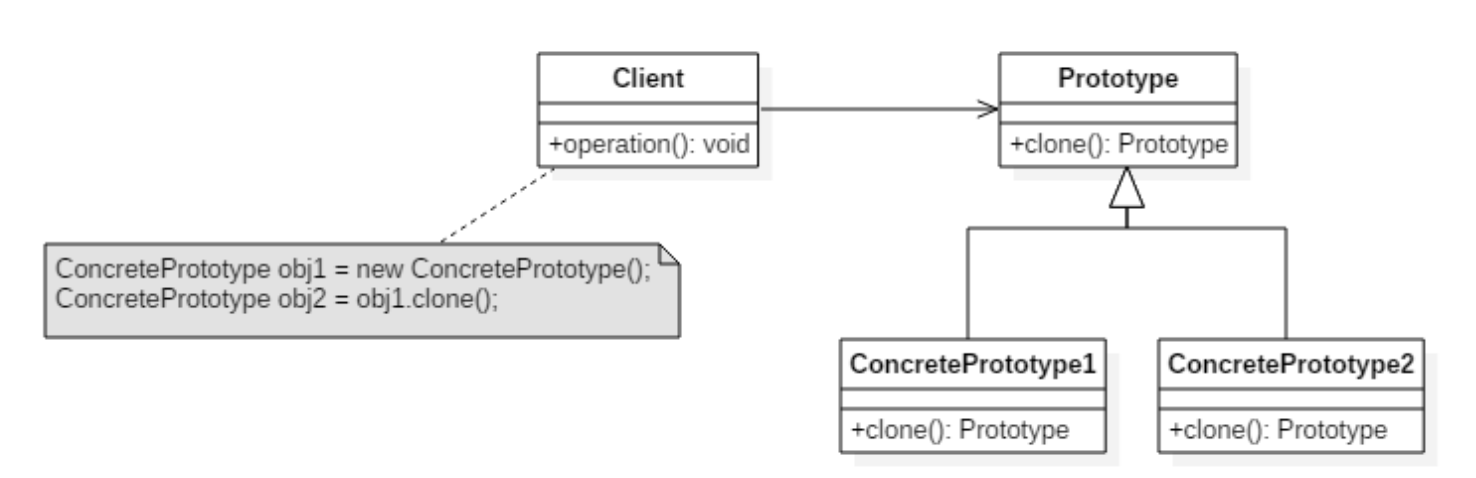 Client
+operation(): void
Prototype
+clone(): Prototype
ConcretePrototype obj1 = new ConcretePrototype();
ConcretePrototype obj2 = obj1.clone();
ConcretePrototype1
+clone(): Prototype
ConcretePrototype2
+clone(): Prototype